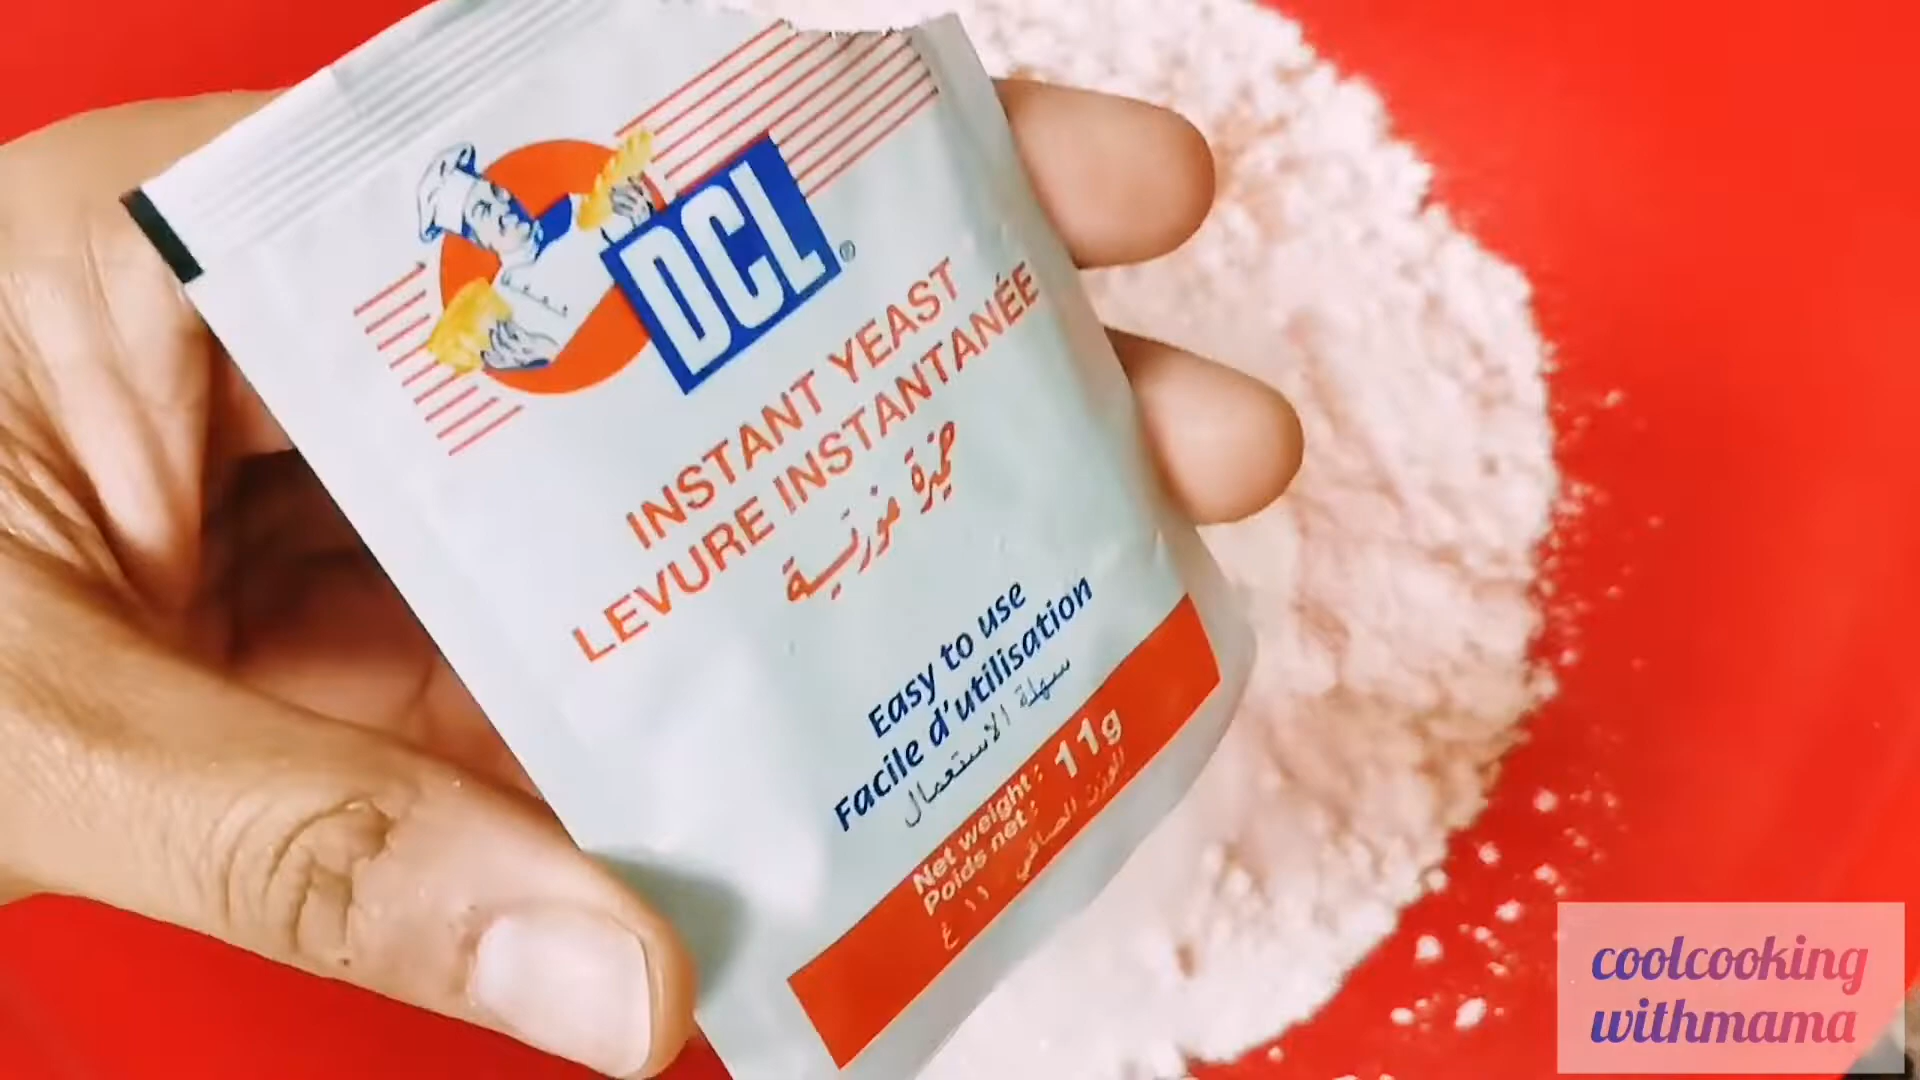 DCL®
INSTANT YEAST
LEVURE INSTANTANÉE
خميرة فورية
Easy to use
Facile d'utilisation
سهلة الاستعمال
Net weight: 11g
Poids net:
الوزن الصافي ١١ غ
coolcooking
withmama